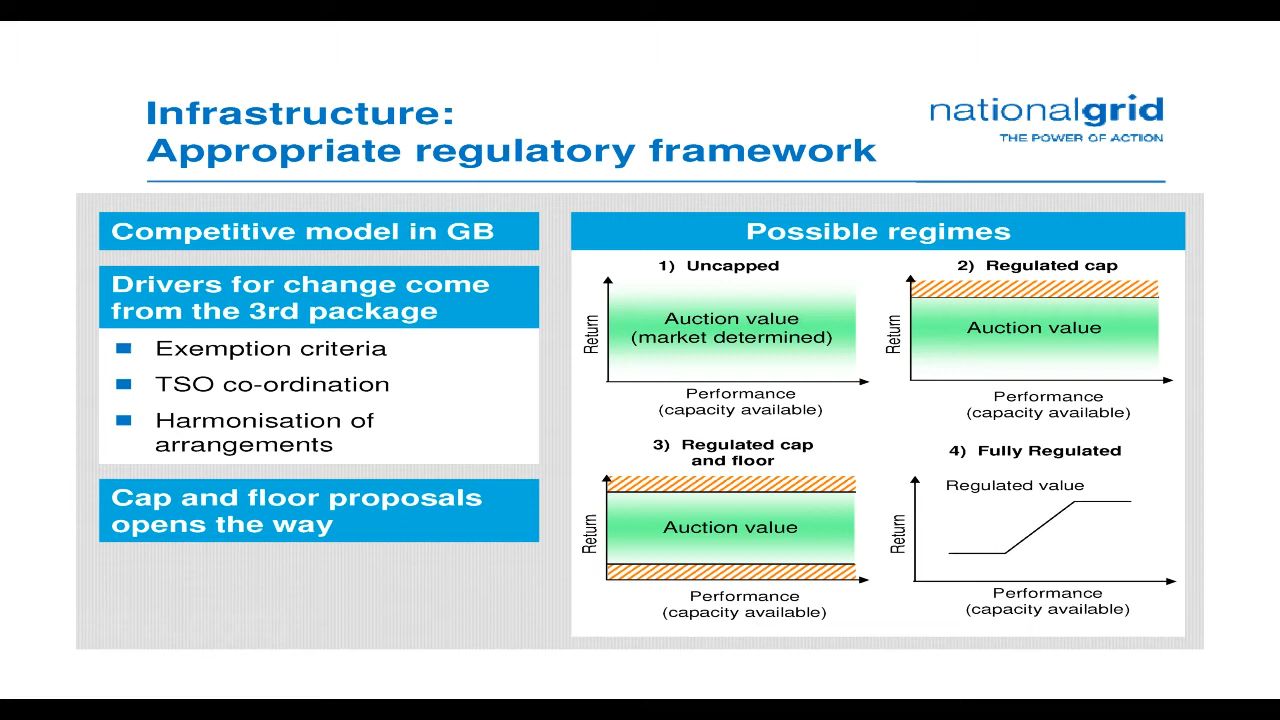 Infrastructure:
Appropriate regulatory framework
nationalgrid
THE POWER OF ACTION
Competitive model in GB
Drivers for change come
from the 3rd package
Exemption criteria
TSO co-ordination
Harmonisation of
arrangements
Cap and floor proposals
opens the way
Possible regimes
1) Uncapped
Return
Auction value
(market determined)
Performance
(capacity available)
2) Regulated cap
Return
Auction value
Performance
(capacity available)
3) Regulated cap
and floor
Return
Auction value
Performance
(capacity available)
4) Fully Regulated
Return
Regulated value
Performance
(capacity available)